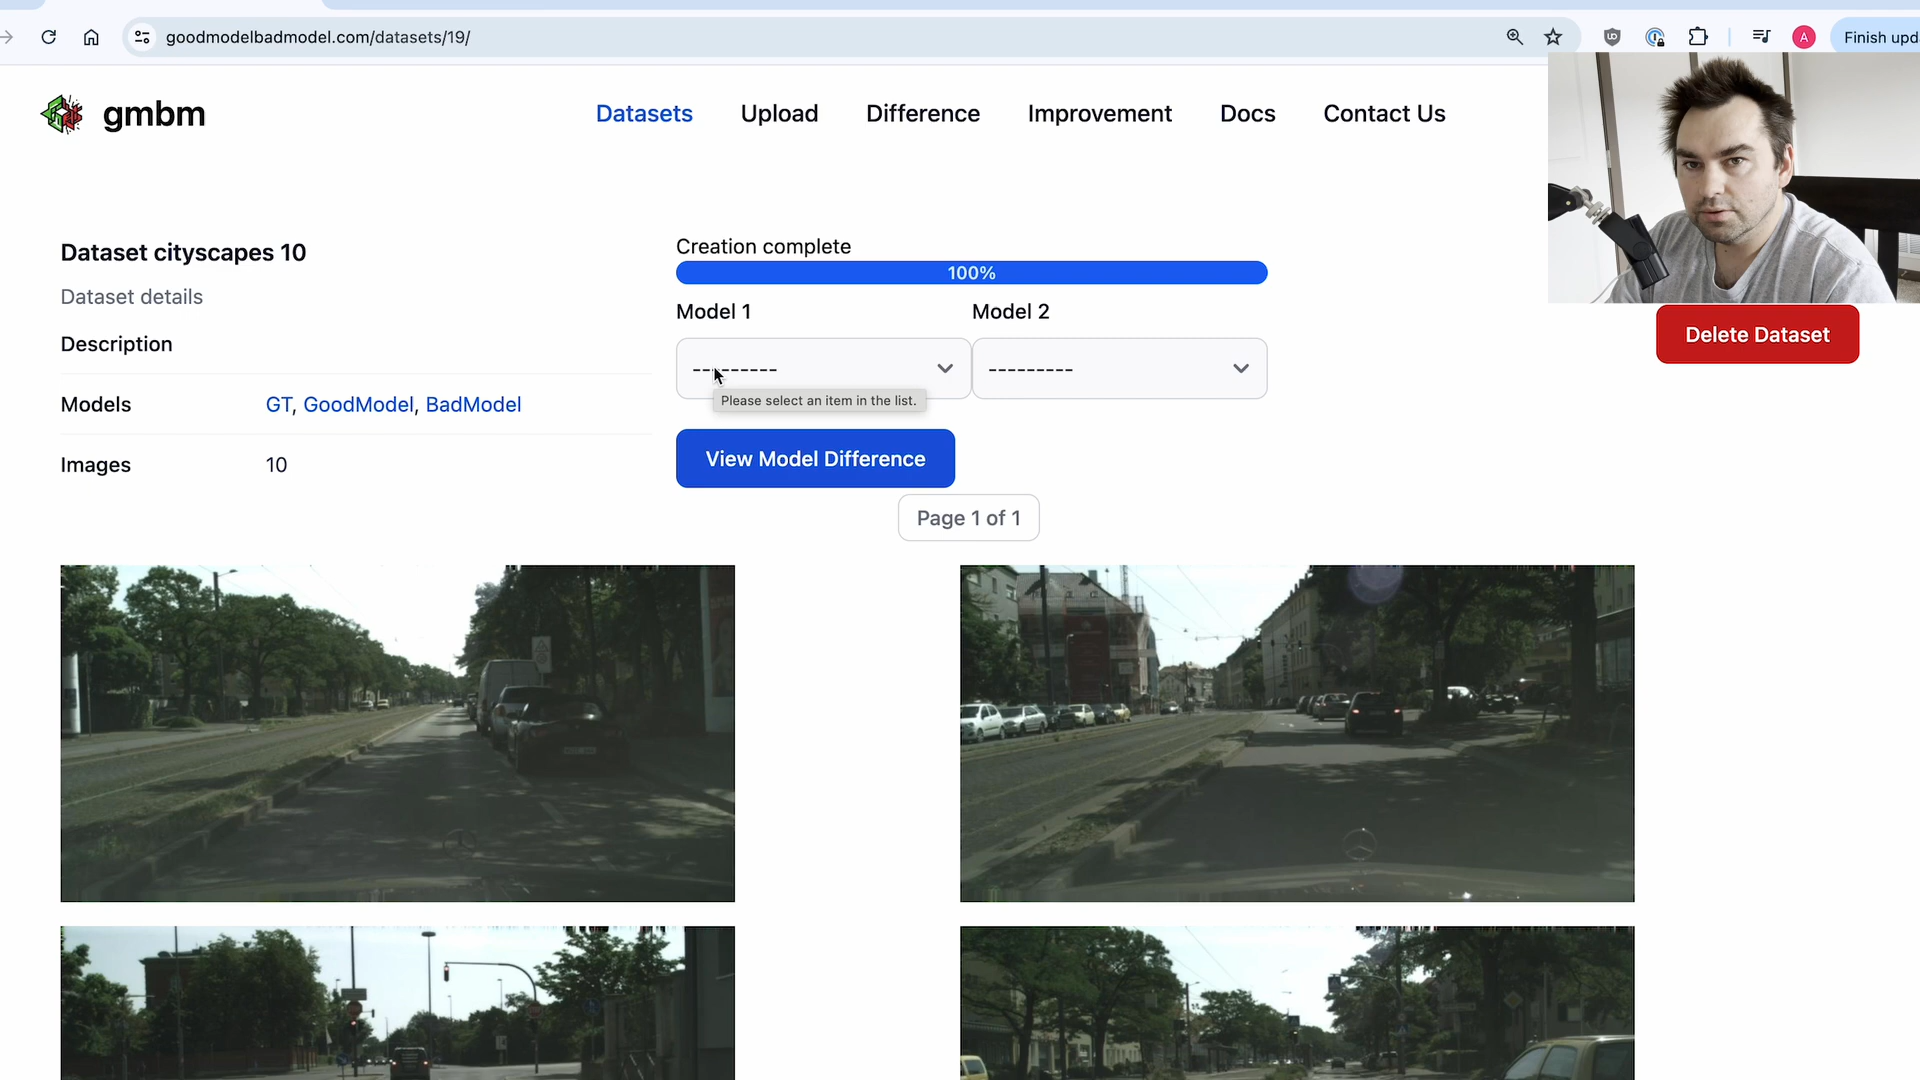 goodmodelbadmodel.com/datasets/19/
A
Finish upd
gmbm
Datasets
Upload
Difference
Improvement
Docs
Contact Us
Dataset cityscapes 10
Dataset details
Description
Models GT, GoodModel, BadModel
Images 10
Creation complete
100%
Model 1
Model 2
---------
---------
Please select an item in the list.
View Model Difference
Delete Dataset
Page 1 of 1